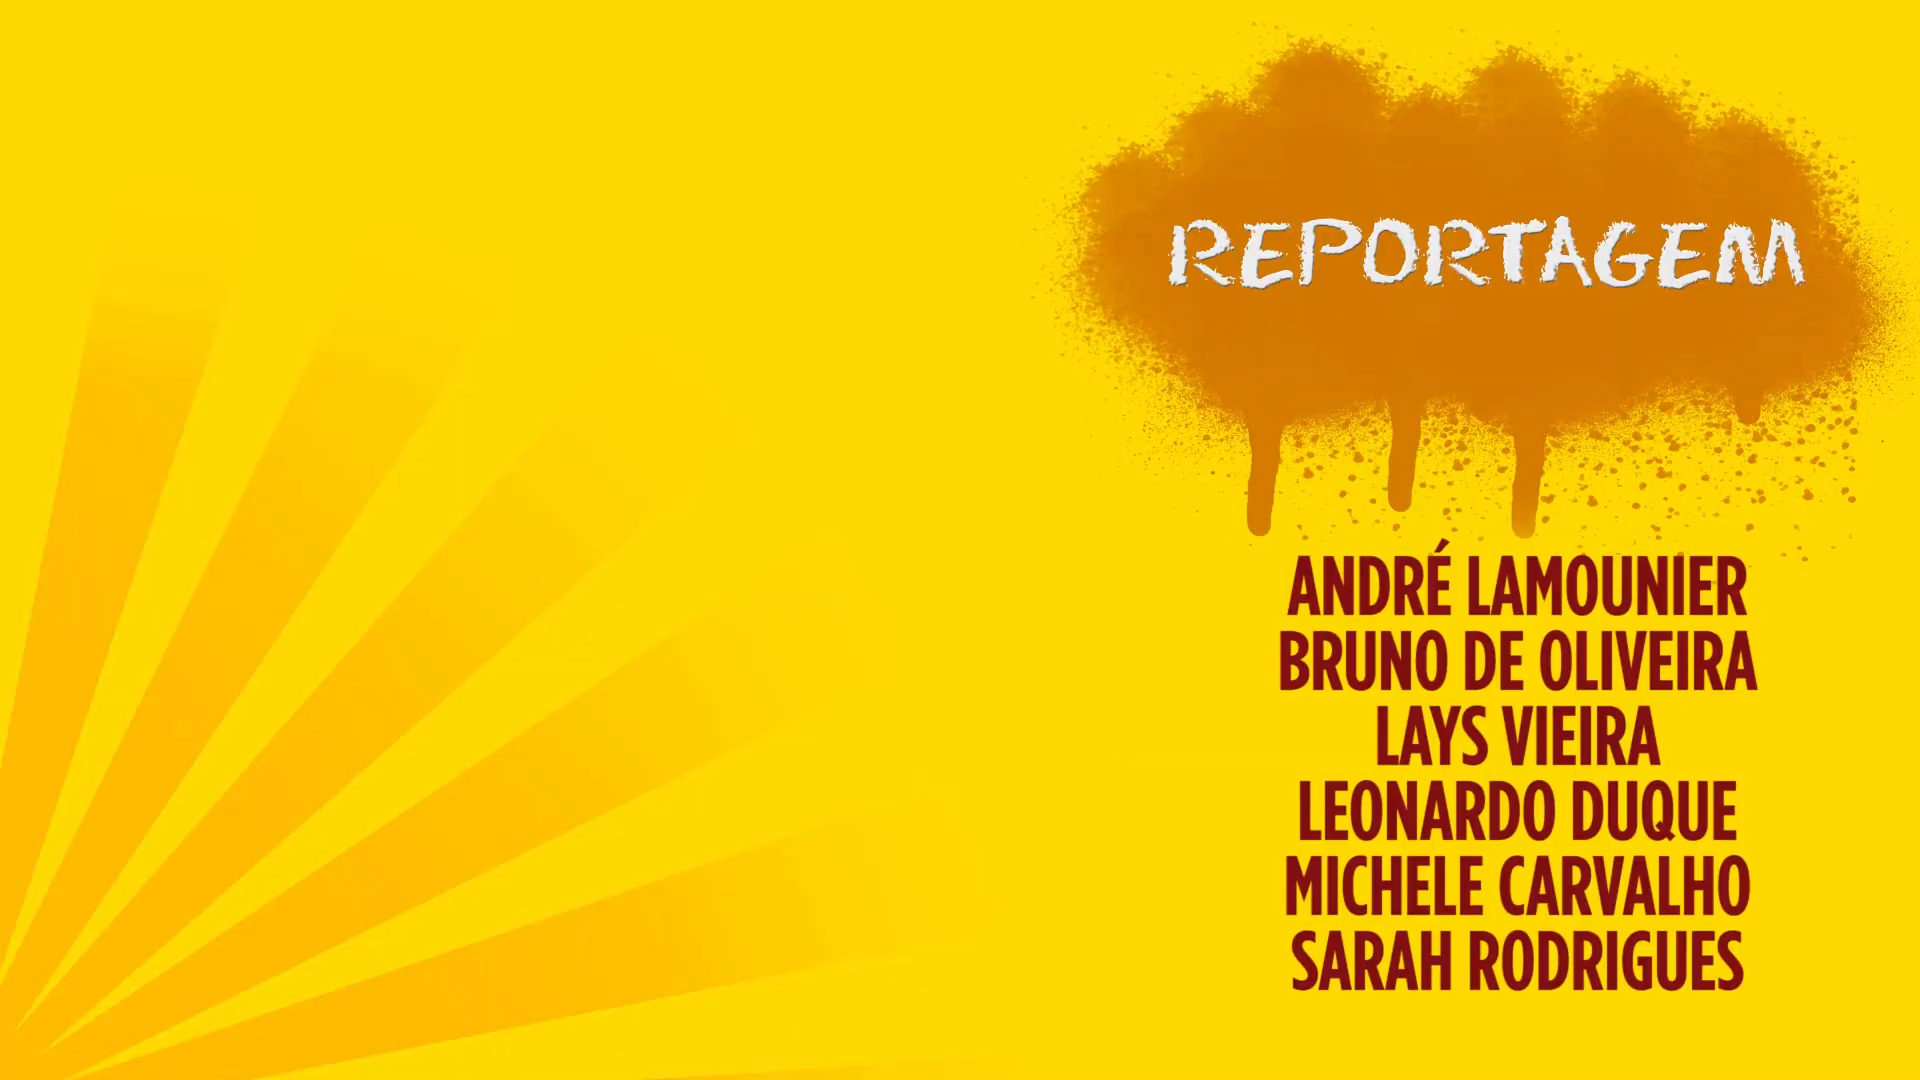 REPORTAGEM
ANDRÉ LAMOUNIER
BRUNO DE OLIVEIRA
LAYS VIEIRA
LEONARDO DUQUE
MICHELE CARVALHO
SARAH RODRIGUES